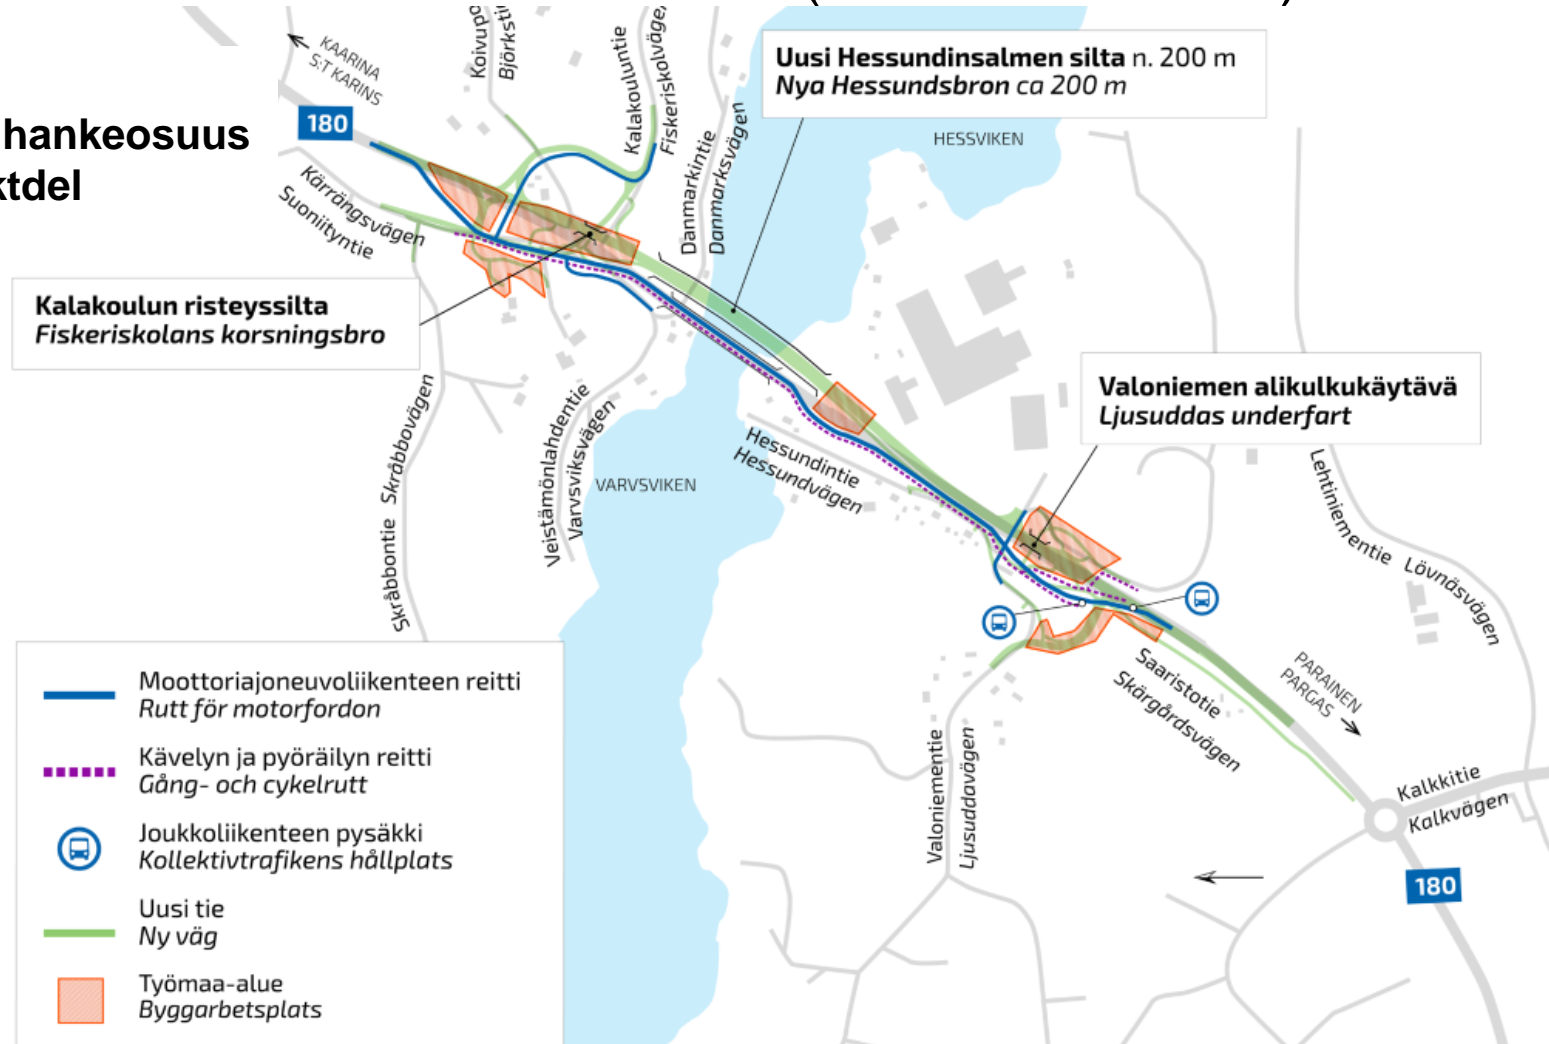 hankeosuus
ktdel
KAARINA
S:T KARINS
180
Kärrängsvägen
Suoniityntie
Björksti
Kalakouluntie
Fiskeriskolvägen
Danmarkintie
Danmarksvägen
Uusi Hessundinsalmen silta n. 200 m
Nya Hessundsbron ca 200 m
HESSVIKEN
Kalakoulun risteyssilta
Fiskeriskolans korsningsbro
Valoniemen alikulkukäytävä
Ljusuddas underfart
Skråbbontie Skråbbovägen
Veistämönlahdentie
Varvsviksvägen
VARVSVIKEN
Hessundintie
Hessundvägen
Lehtiniementie Lövnäsvägen
Saaristotie
Skärgårdsvägen
PARAINEN
PARGAS
Valoniementie
Ljusuddavägen
Kalkkitie
Kalkvägen
180
Moottoriajoneuvoliikenteen reitti
Rutt för motorfordon
Kävelyn ja pyöräilyn reitti
Gång- och cykelrutt
Joukkoliikenteen pysäkki
Kollektivtrafikens hållplats
Uusi tie
Ny väg
Työmaa-alue
Byggarbetsplats